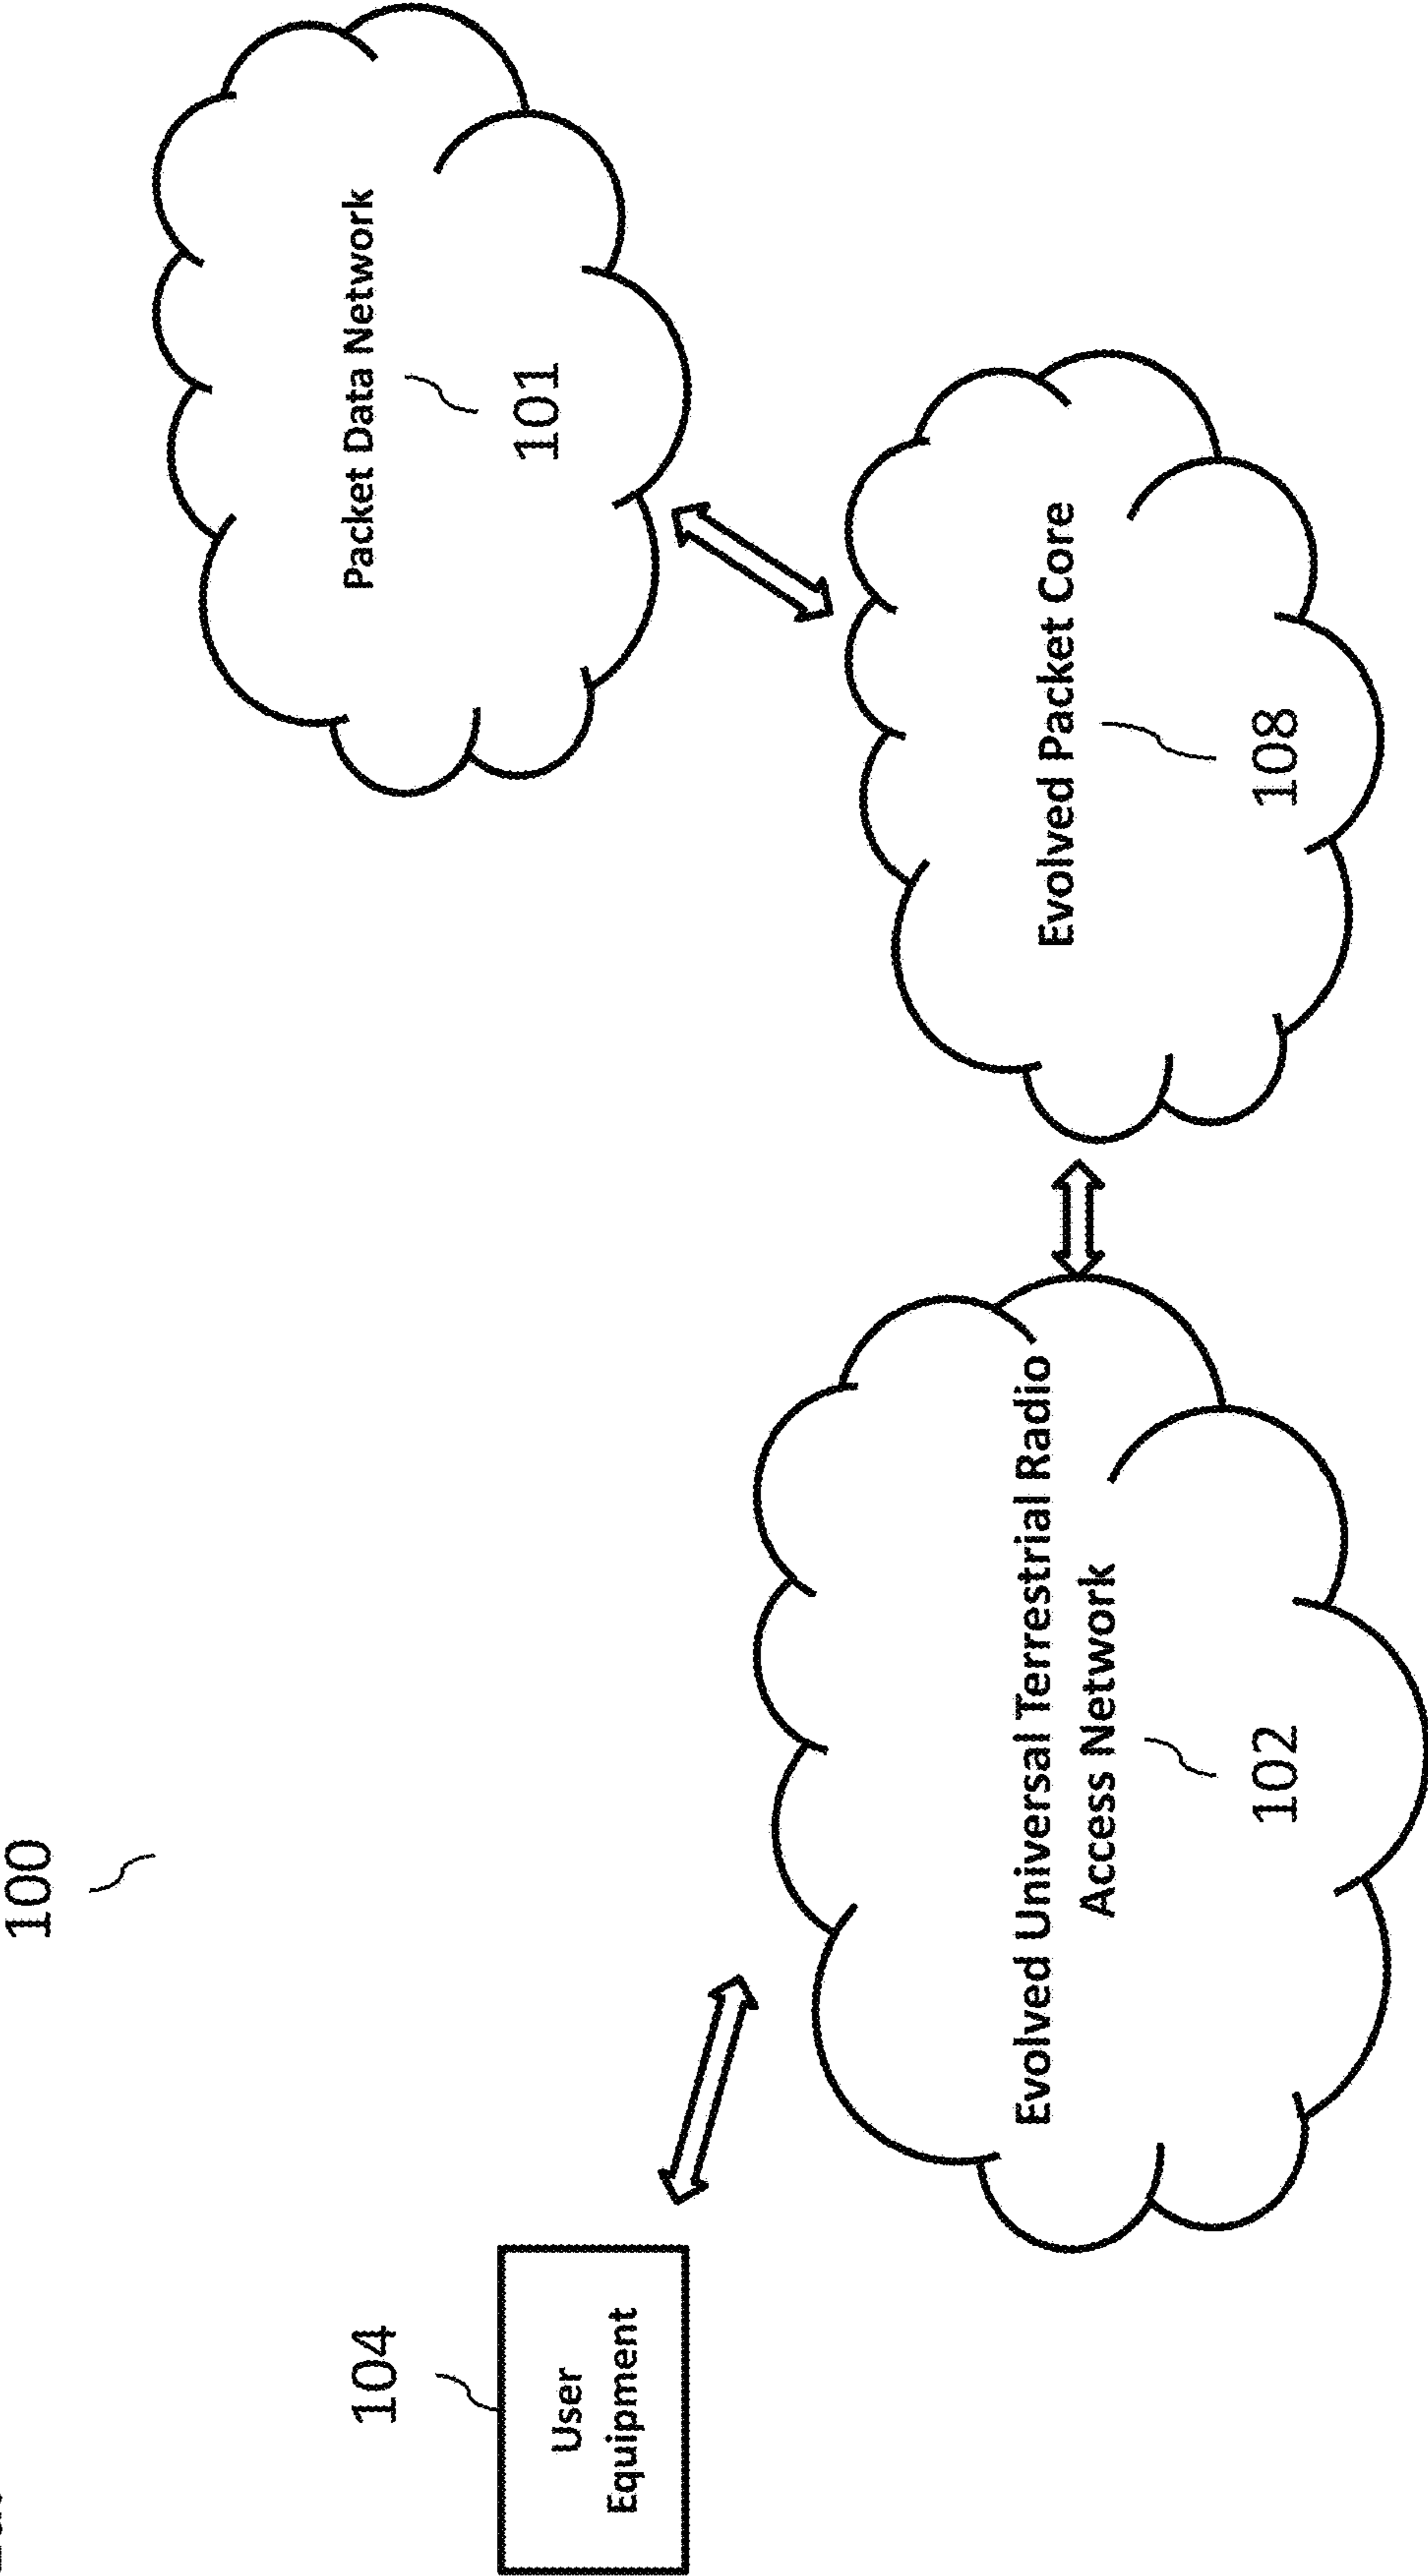 100
104
User
Equipment
Packet Data Network
101
Evolved Universal Terrestrial Radio
Access Network
102
Evolved Packet Core
108